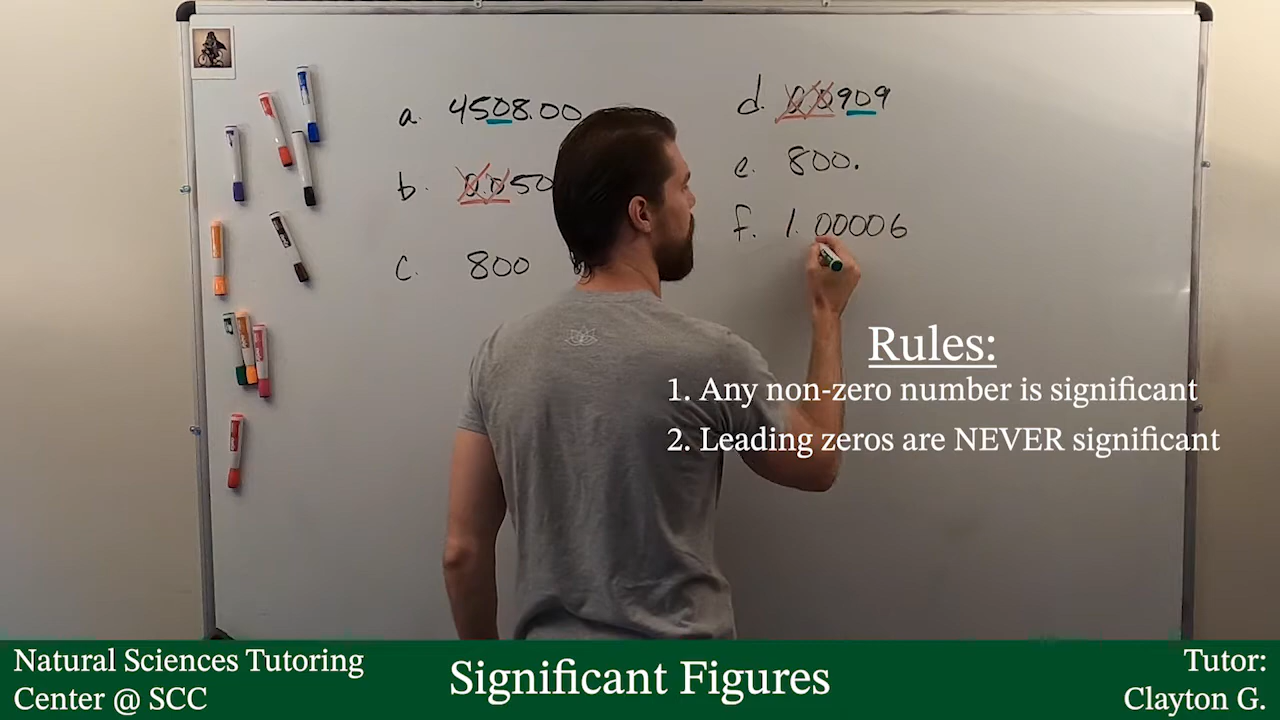 a. 4508.00
b. 0.050
c. 800
d. 00909
e. 800.
f. 1.00006
Rules:
1. Any non-zero number is significant
2. Leading zeros are NEVER significant
Natural Sciences Tutoring
Center @ SCC
Significant Figures
Tutor:
Clayton G.